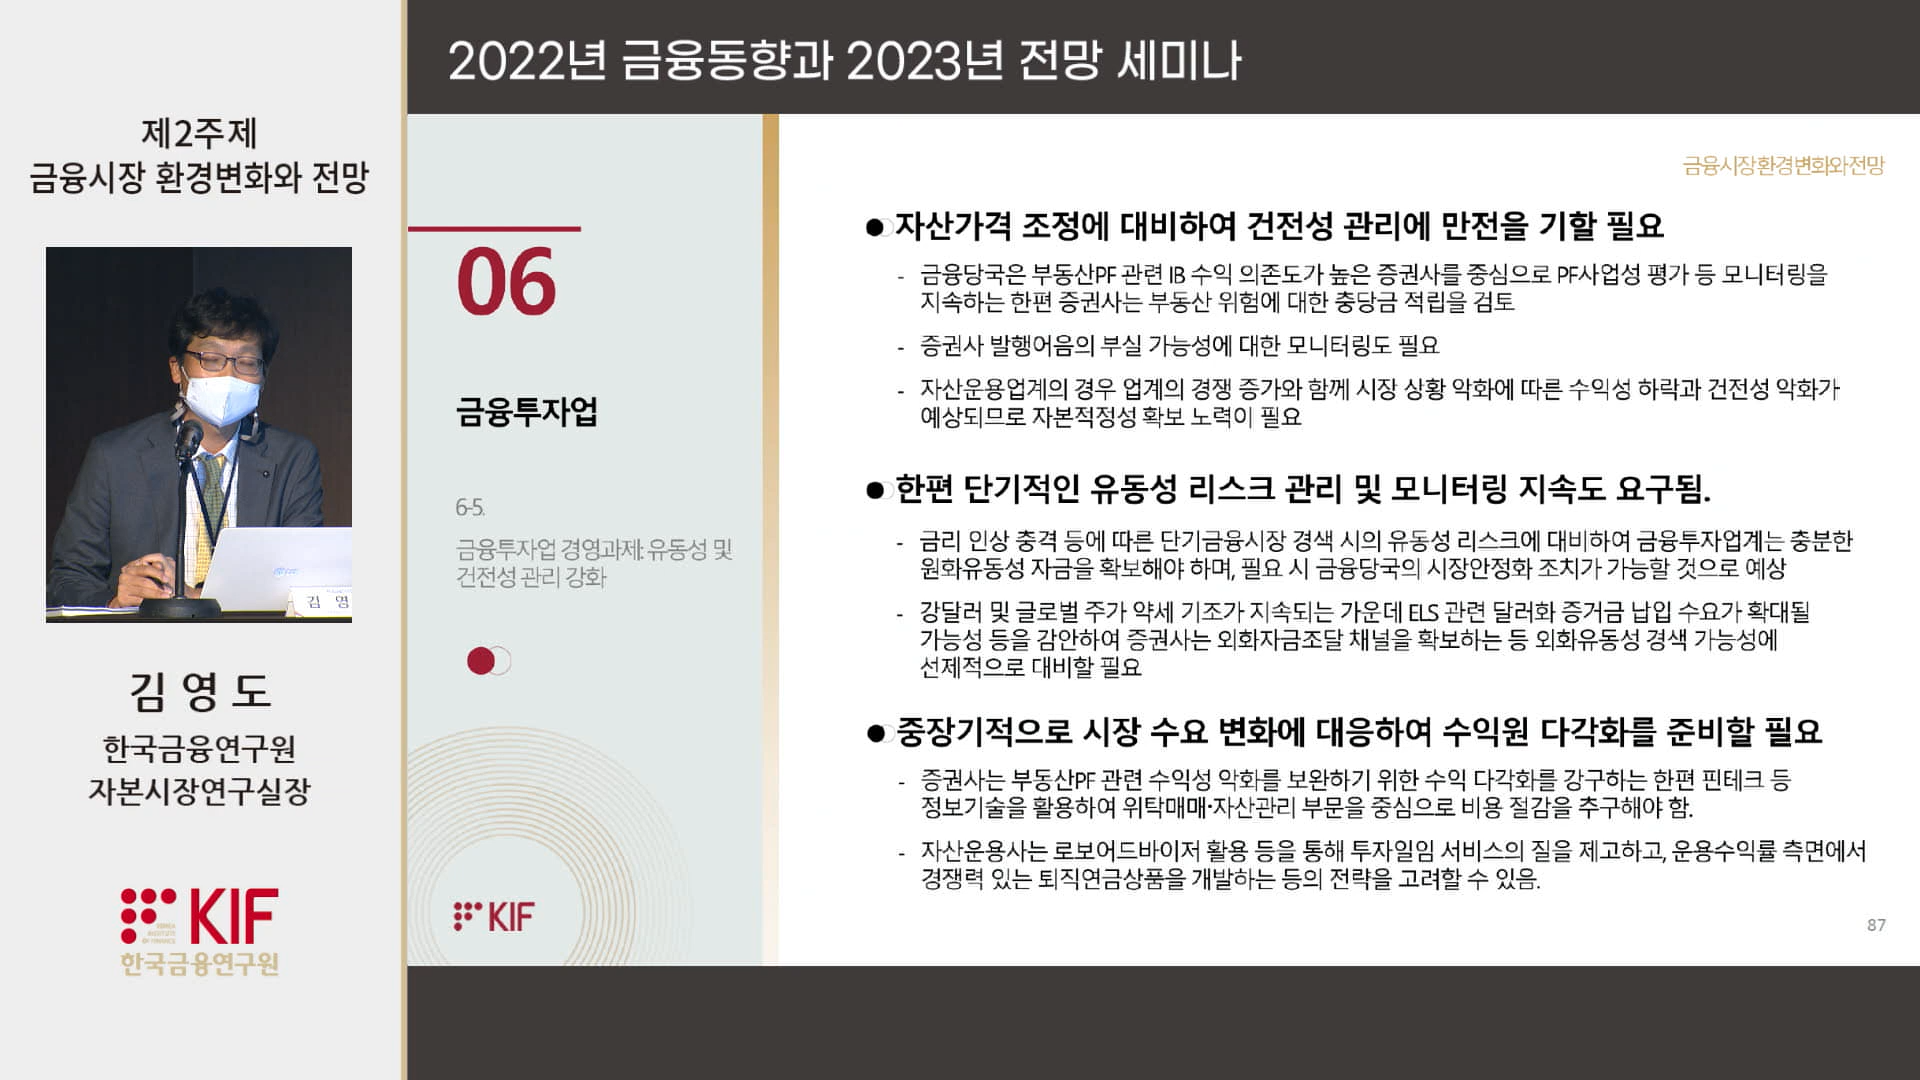 2022년 금융동향과 2023년 전망 세미나
제2주제
금융시장 환경변화와 전망
김 영
김 영 도
한국금융연구원
자본시장연구실장
KIF
KOREA
INSTITUTE
OF FINANCE
한국금융연구원
06
금융투자업
6-5.
금융투자업 경영과제: 유동성 및
건전성 관리 강화
KIF
금융시장 환경변화와 전망
자산가격 조정에 대비하여 건전성 관리에 만전을 기할 필요
- 금융당국은 부동산PF 관련 IB 수익 의존도가 높은 증권사를 중심으로 PF사업성 평가 등 모니터링을
지속하는 한편 증권사는 부동산 위험에 대한 충당금 적립을 검토
- 증권사 발행어음의 부실 가능성에 대한 모니터링도 필요
- 자산운용업계의 경우 업계의 경쟁 증가와 함께 시장 상황 악화에 따른 수익성 하락과 건전성 악화가
예상되므로 자본적정성 확보 노력이 필요
한편 단기적인 유동성 리스크 관리 및 모니터링 지속도 요구됨.
- 금리 인상 충격 등에 따른 단기금융시장 경색 시의 유동성 리스크에 대비하여 금융투자업계는 충분한
원화유동성 자금을 확보해야 하며, 필요 시 금융당국의 시장안정화 조치가 가능할 것으로 예상
- 강달러 및 글로벌 주가 약세 기조가 지속되는 가운데 ELS 관련 달러화 증거금 납입 수요가 확대될
가능성 등을 감안하여 증권사는 외화자금조달 채널을 확보하는 등 외화유동성 경색 가능성에
선제적으로 대비할 필요
중장기적으로 시장 수요 변화에 대응하여 수익원 다각화를 준비할 필요
- 증권사는 부동산PF 관련 수익성 악화를 보완하기 위한 수익 다각화를 강구하는 한편 핀테크 등
정보기술을 활용하여 위탁매매·자산관리 부문을 중심으로 비용 절감을 추구해야 함.
- 자산운용사는 로보어드바이저 활용 등을 통해 투자일임 서비스의 질을 제고하고, 운용수익률 측면에서
경쟁력 있는 퇴직연금상품을 개발하는 등의 전략을 고려할 수 있음.
87